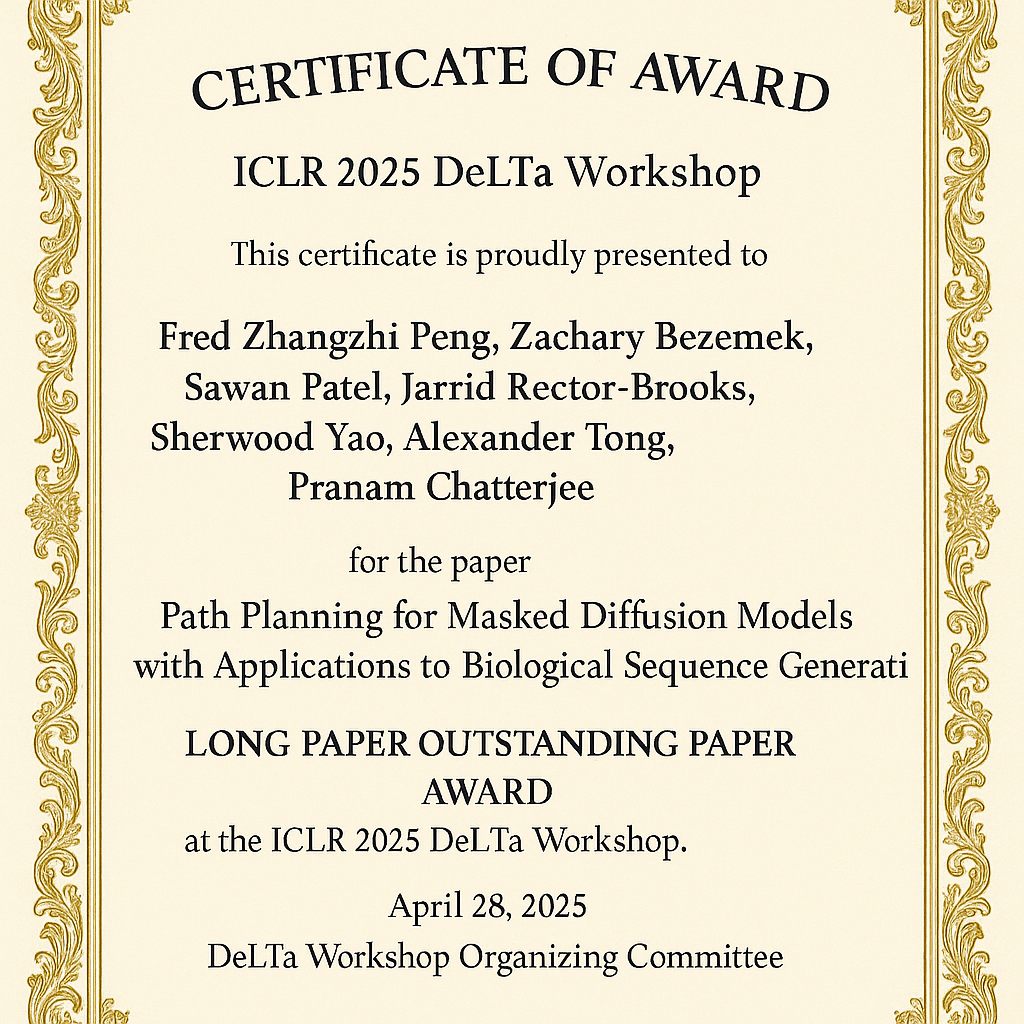 CERTIFICATE OF AWARD
ICLR 2025 DeLTa Workshop
This certificate is proudly presented to
Fred Zhangzhi Peng, Zachary Bezemek,
Sawan Patel, Jarrid Rector-Brooks,
Sherwood Yao, Alexander Tong,
Pranam Chatterjee
for the paper
Path Planning for Masked Diffusion Models
with Applications to Biological Sequence Generati
LONG PAPER OUTSTANDING PAPER
AWARD
at the ICLR 2025 DeLTa Workshop.
April 28, 2025
DeLTa Workshop Organizing Committee